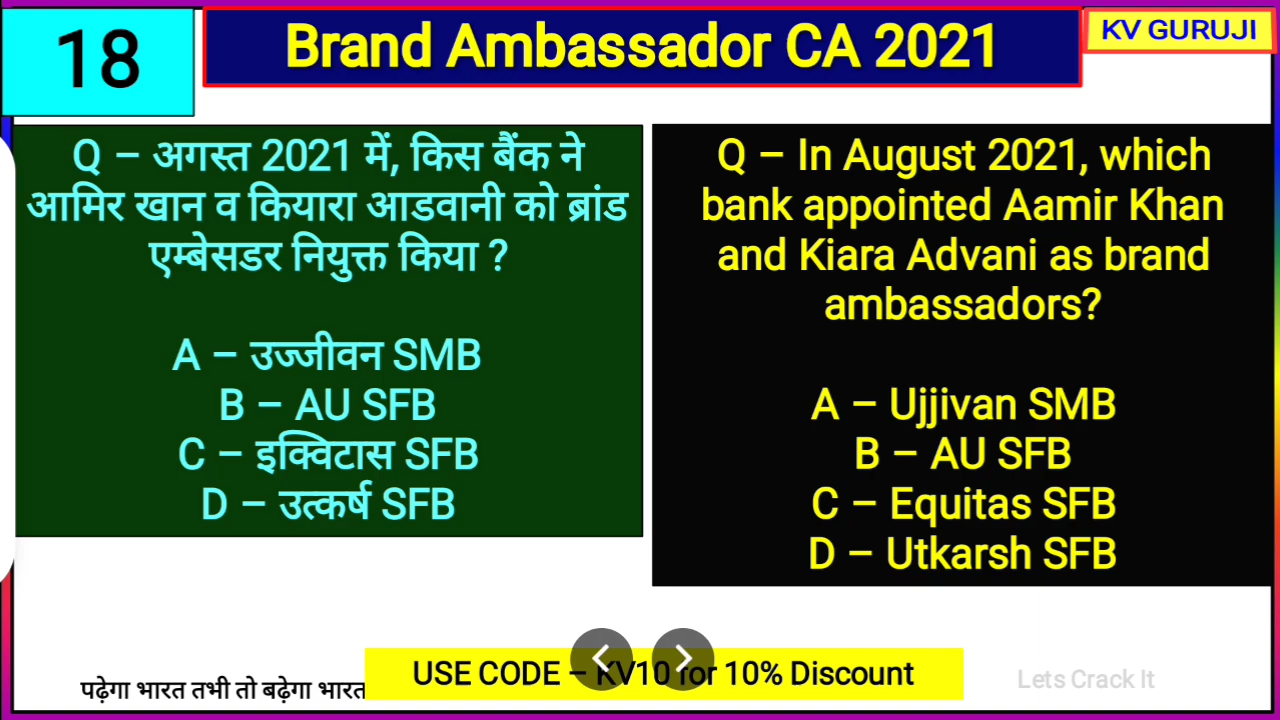 18
Brand Ambassador CA 2021
KV GURUJI
Q – अगस्त 2021 में, किस बैंक ने
आमिर खान व कियारा आडवानी को ब्रांड
एम्बेसडर नियुक्त किया ?
A – उज्जीवन SMB
B – AU SFB
C – इक्विटास SFB
D – उत्कर्ष SFB
Q – In August 2021, which
bank appointed Aamir Khan
and Kiara Advani as brand
ambassadors?
A – Ujjivan SMB
B – AU SFB
C – Equitas SFB
D – Utkarsh SFB
पढ़ेगा भारत तभी तो बढ़ेगा भारत
USE CODE – KV10 for 10% Discount
Lets Crack It